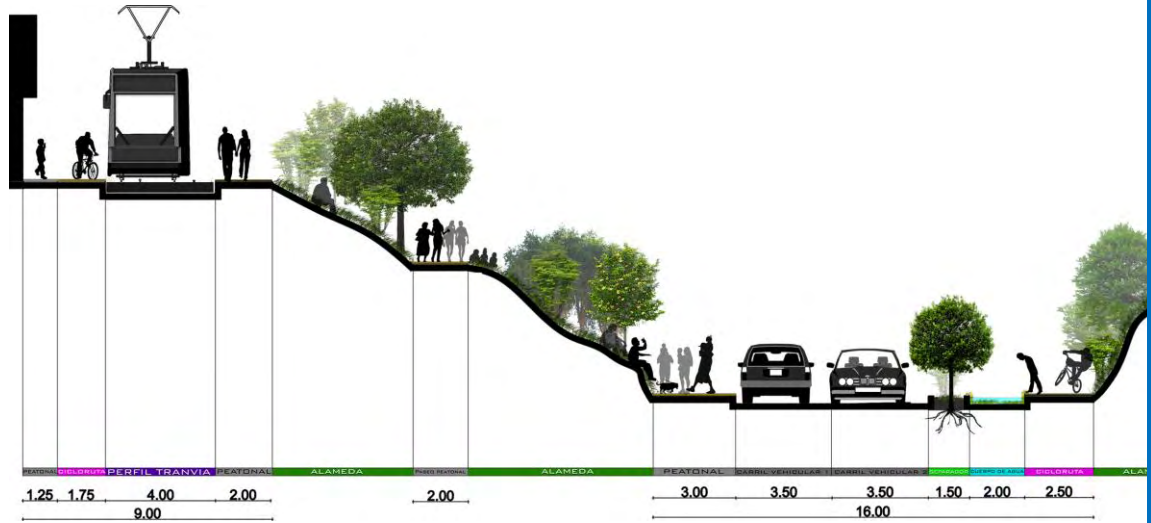 PEATONAL CICLORUTA PERFIL TRANVIA PEATONAL ALAMEDA PASEO PEATONAL ALAMEDA PEATONAL CARRIL VEHICULAR 1 CARRIL VEHICULAR 2 SEPARADOR CUERPO DE AGUA CICLORUTA ALAM
1.25 1.75 4.00 2.00 2.00 3.00 3.50 3.50 1.50 2.00 2.50
9.00 16.00